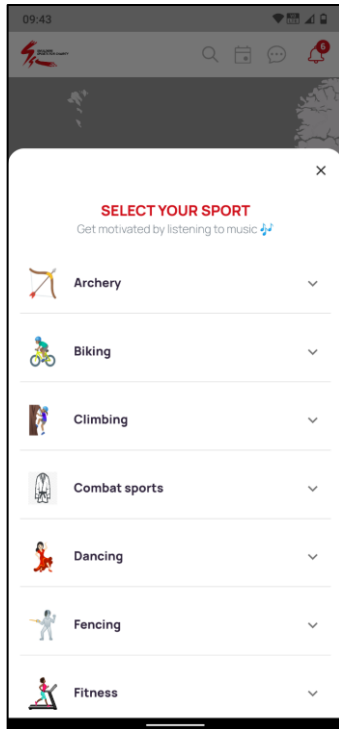 09:43
6
SELECT YOUR SPORT
Get motivated by listening to music 🎶
Archery
Biking
Climbing
Combat sports
Dancing
Fencing
Fitness